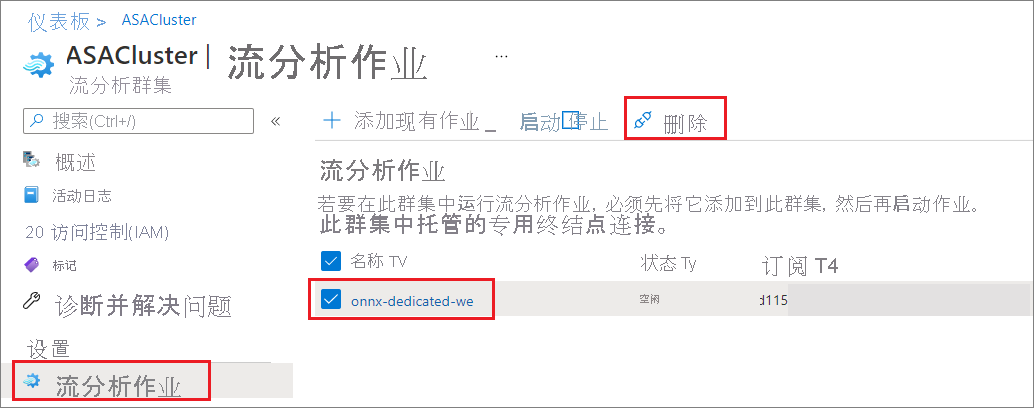 仪表板 > ASACluster
ASACluster | 流分析作业 ...
流分析群集
搜索(Ctrl+/) «
+ 添加现有作业 _ 启动 停止 删除
概述
活动日志
20 访问控制(IAM)
标记
诊断并解决问题
设置
流分析作业
流分析作业
若要在此群集中运行流分析作业, 必须先将它添加到此群集, 然后再启动作业。
此群集中托管的专用终结点连接。
名称 TV 状态 Ty 订阅 T4
onnx-dedicated-we 空闲 d115